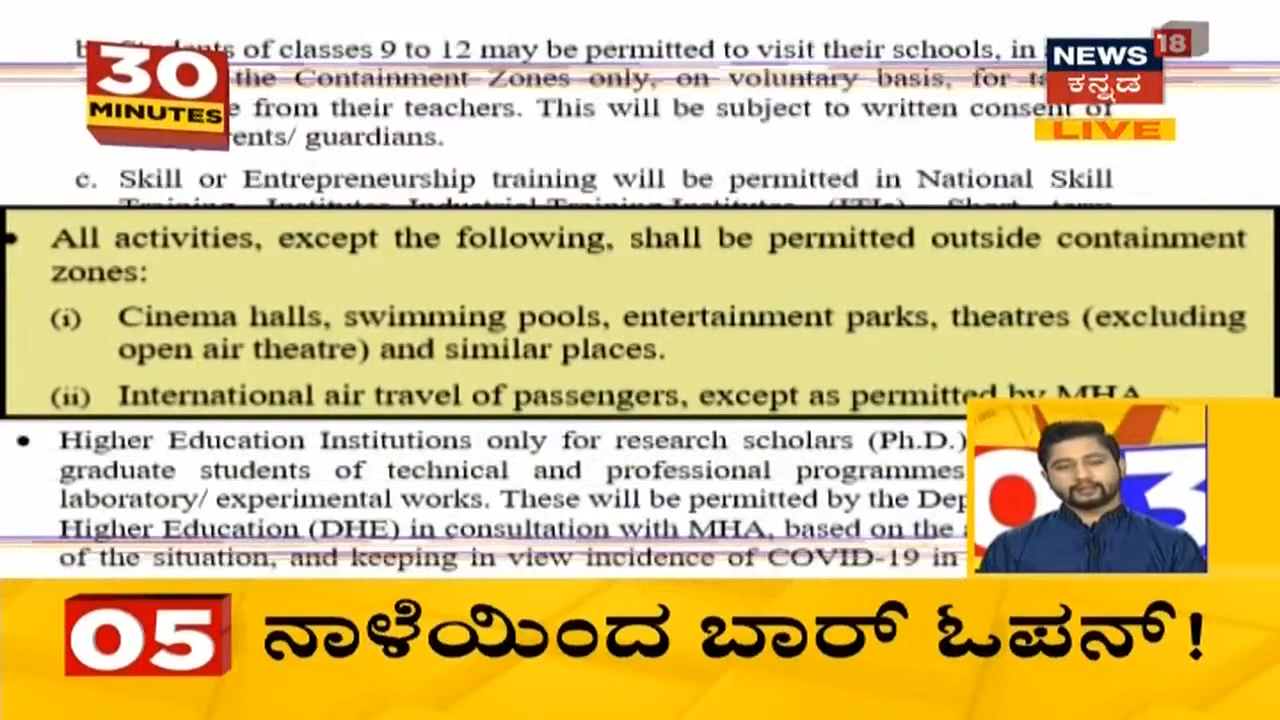 30
MINUTES
NEWS 18
ಕನ್ನಡ
LIVE
of classes 9 to 12 may be permitted to visit their schools, in
the Containment Zones only, on voluntary basis, for
from their teachers. This will be subject to written consent of
guardians.
c. Skill or Entrepreneurship training will be permitted in National Skill
• All activities, except the following, shall be permitted outside containment
zones:
(i) Cinema halls, swimming pools, entertainment parks, theatres (excluding
open air theatre) and similar places.
(ii) International air travel of passengers, except as permitted by MHA
• Higher Education Institutions only for research scholars (Ph.D.)
graduate students of technical and professional programmes
laboratory/ experimental works. These will be permitted by the
Higher Education (DHE) in consultation with MHA, based on the
of the situation, and keeping in view incidence of COVID-19 in
05 ನಾಳೆಯಿಂದ ಬಾರ್ ಓಪನ್!